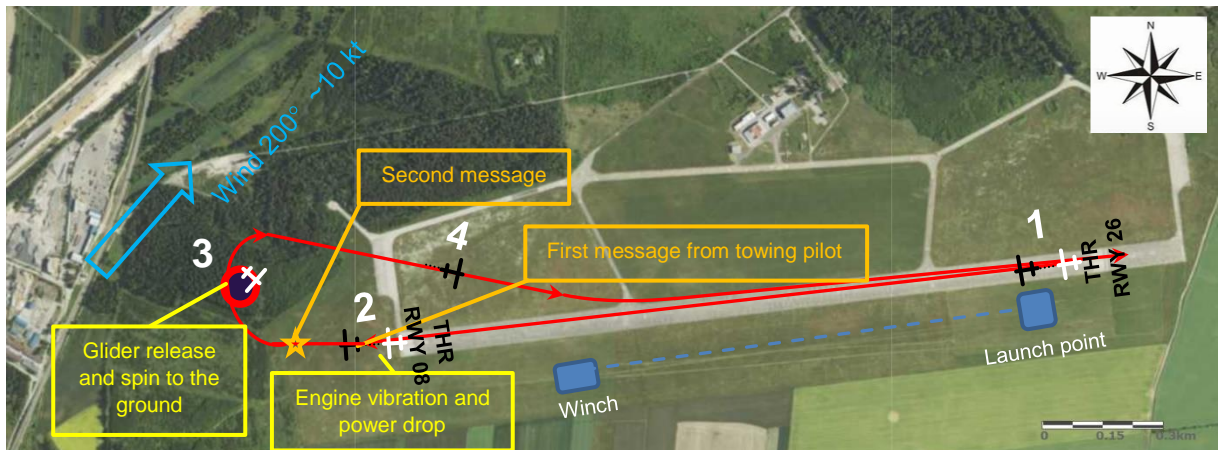 N
W
E
S
Wind 200° ~10 kt
Second message
First message from towing pilot
1
THR
RWY 26
3
4
2
THR
RWY 08
Glider release
and spin to the
ground
Engine vibration and
power drop
Winch
Launch point
0
0.15
0.3km